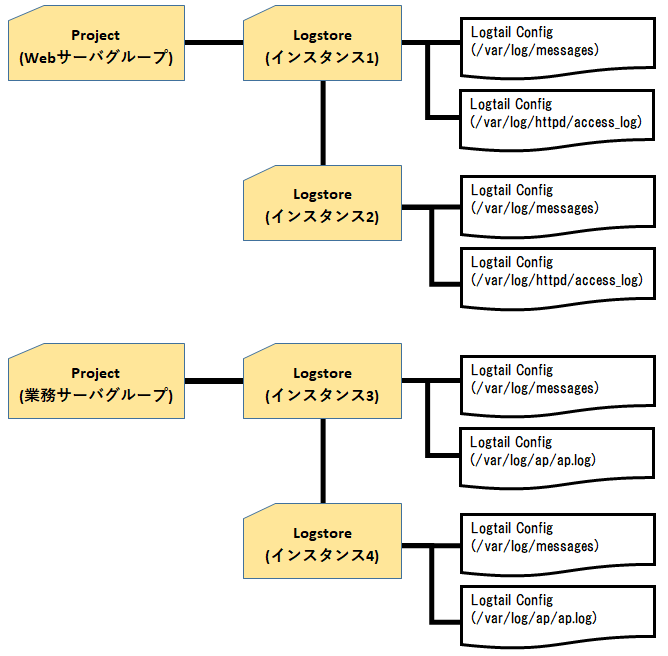 Project
(Webサーバグループ)
Logstore
(インスタンス1)
Logtail Config
(/var/log/messages)
Logtail Config
(/var/log/httpd/access_log)
Logstore
(インスタンス2)
Logtail Config
(/var/log/messages)
Logtail Config
(/var/log/httpd/access_log)
Project
(業務サーバグループ)
Logstore
(インスタンス3)
Logtail Config
(/var/log/messages)
Logtail Config
(/var/log/ap/ap.log)
Logstore
(インスタンス4)
Logtail Config
(/var/log/messages)
Logtail Config
(/var/log/ap/ap.log)